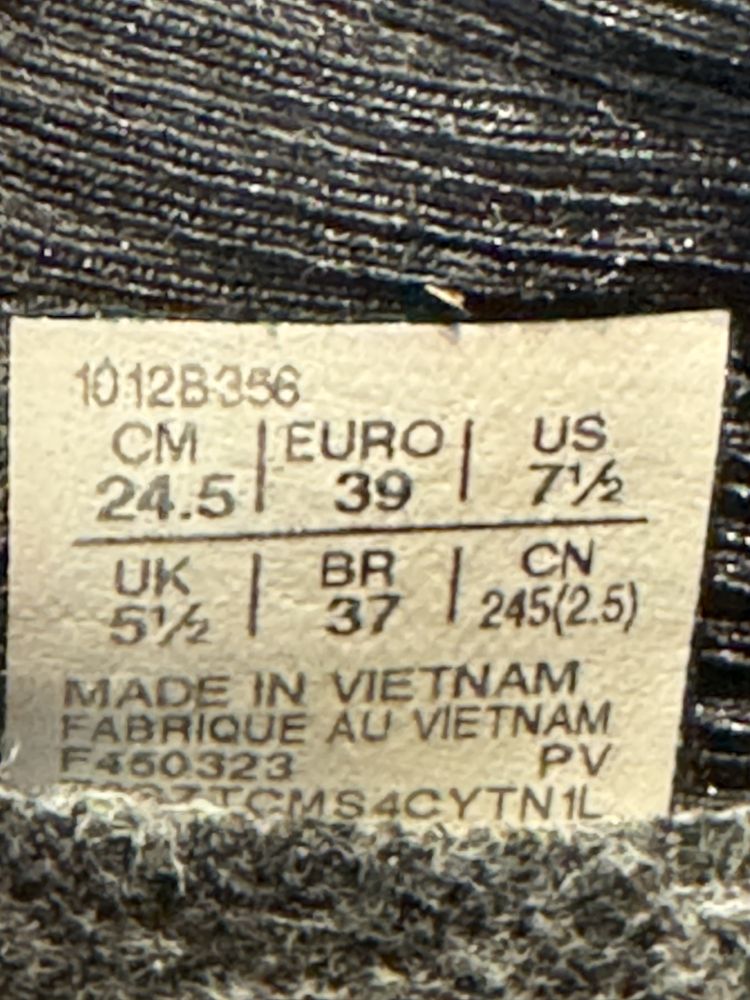 1012B356
CM | EURO | US
24.5 | 39 | 7½
UK | BR | CN
5½ | 37 | 245(2.5)
MADE IN VIETNAM
FABRIQUE AU VIETNAM
F450323 PV